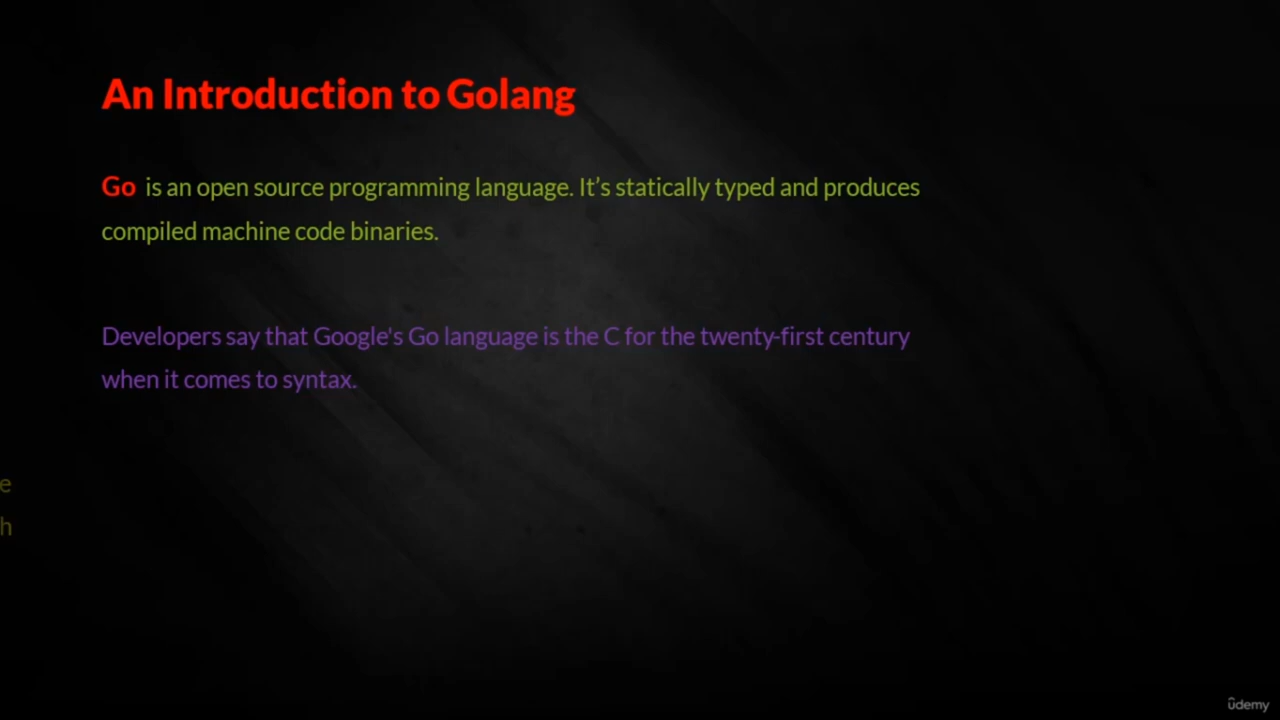 An Introduction to Golang
Go is an open source programming language. It’s statically typed and produces
compiled machine code binaries.
Developers say that Google's Go language is the C for the twenty-first century
when it comes to syntax.
e
h
ûdemy